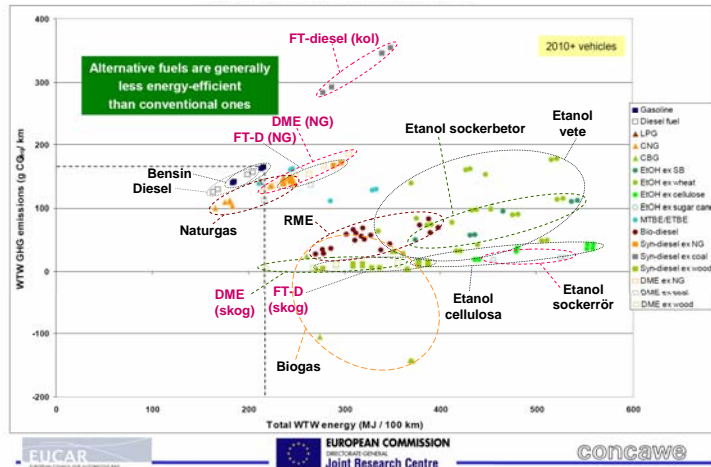 400
300
200
100
0
-100
-200
WTW GHG emissions (g CO2eq/ km)
0
100
200
300
400
500
600
Total WTW energy (MJ / 100 km)
Alternative fuels are generally
less energy-efficient
than conventional ones
FT-diesel (kol)
2010+ vehicles
DME (NG)
FT-D (NG)
Etanol sockerbetor
Etanol
vete
Bensin
Diesel
Naturgas
RME
DME
(skog)
FT-D
(skog)
Etanol
cellulosa
Etanol
sockerrör
Biogas
Gasoline
Diesel fuel
LPG
CNG
CBG
EtOH ex SB
EtOH ex wheat
EtOH ex cellulose
EtOH ex sugar cane
MTBE/ETBE
Bio-diesel
Syn-diesel ex NG
Syn-diesel ex coal
Syn-diesel ex wood
DME ex NG
DME ex coal
DME ex wood
EUCAR
EUROPEAN COMMISSION
DIRECTORATE-GENERAL
Joint Research Centre
concawe